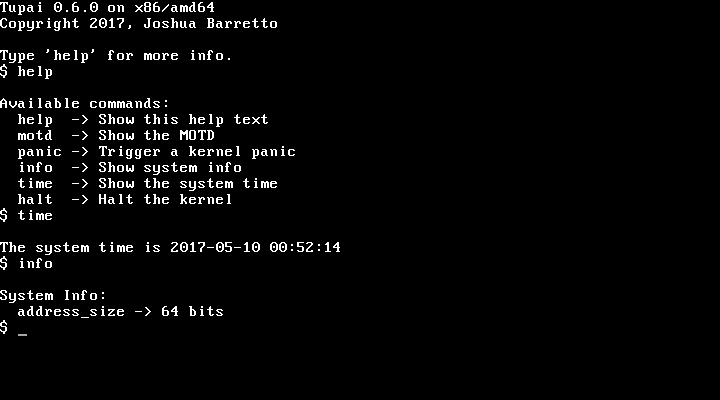 Tupai 0.6.0 on x86/amd64
Copyright 2017, Joshua Barretto

Type 'help' for more info.
$ help

Available commands:
  help  -> Show this help text
  motd  -> Show the MOTD
  panic -> Trigger a kernel panic
  info  -> Show system info
  time  -> Show the system time
  halt  -> Halt the kernel
$ time

The system time is 2017-05-10 00:52:14
$ info

System Info:
  address_size -> 64 bits
$ _